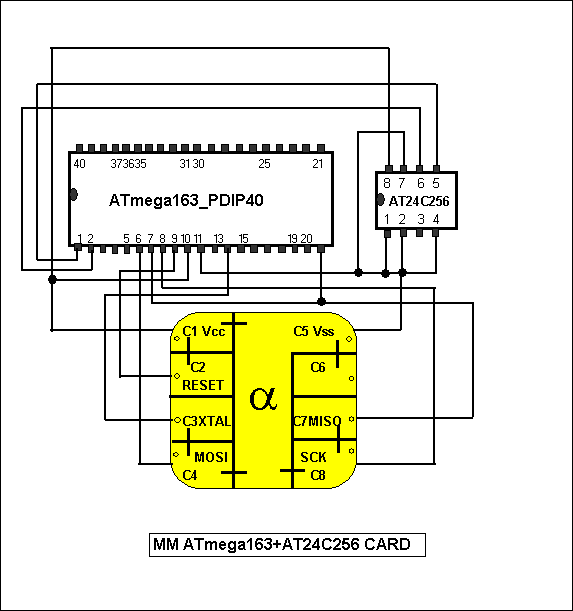 40 373635 3130 25 21
ATmega163_PDIP40
1 2 5 6 7 8 9 10 11 13 15 19 20
8 7 6 5
AT24C256
1 2 3 4
C1 Vcc
C5 Vss
C2
RESET
C6
α
C3XTAL
C7MISO
MOSI
C4
SCK
C8
MM ATmega163+AT24C256 CARD